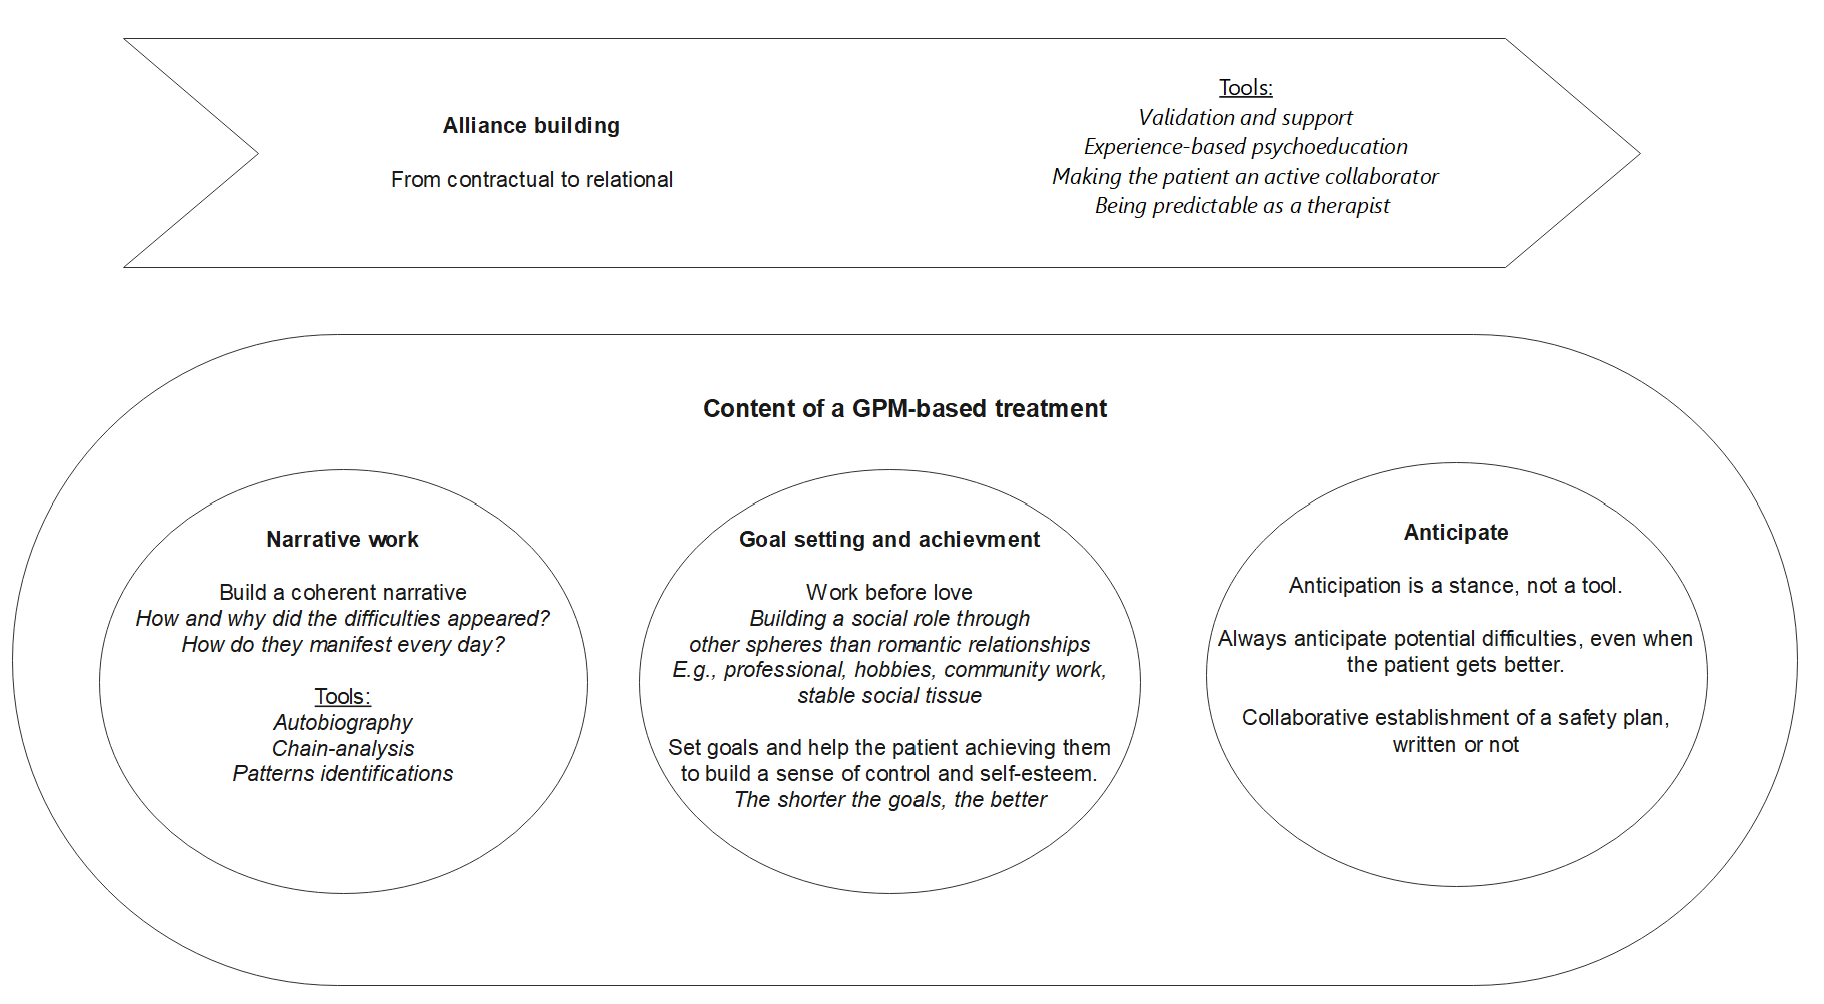 Alliance building
From contractual to relational
Tools:
Validation and support
Experience-based psychoeducation
Making the patient an active collaborator
Being predictable as a therapist
Content of a GPM-based treatment
Narrative work
Build a coherent narrative
How and why did the difficulties appeared?
How do they manifest every day?
Tools:
Autobiography
Chain-analysis
Patterns identifications
Goal setting and achievment
Work before love
Building a social role through
other spheres than romantic relationships
E.g., professional, hobbies, community work,
stable social tissue
Set goals and help the patient achieving them
to build a sense of control and self-esteem.
The shorter the goals, the better
Anticipate
Anticipation is a stance, not a tool.
Always anticipate potential difficulties, even when
the patient gets better.
Collaborative establishment of a safety plan,
written or not